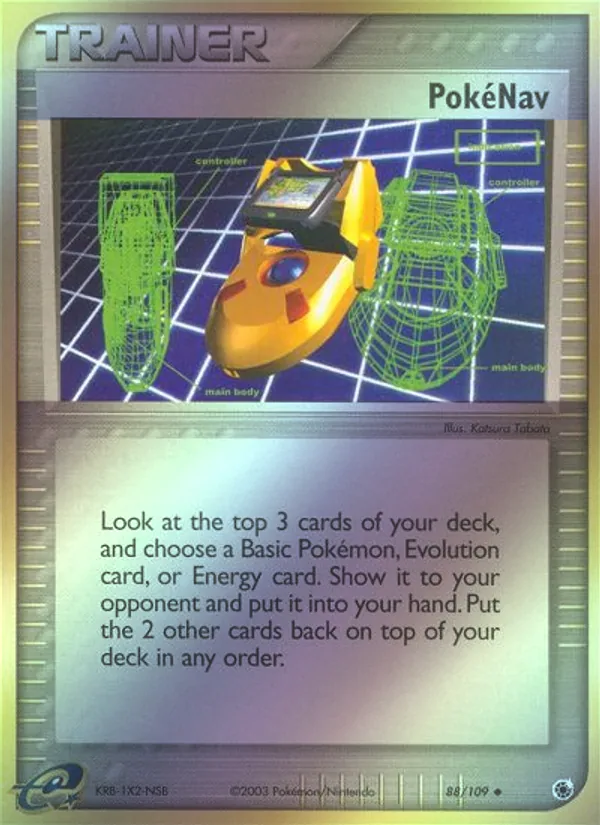 TRAINER
PokéNav
controller
controller
main body
main body
Illus. Katsura Tabata
Look at the top 3 cards of your deck,
and choose a Basic Pokémon, Evolution
card, or Energy card. Show it to your
opponent and put it into your hand. Put
the 2 other cards back on top of your
deck in any order.
KRB-1X2-NSB
©2003 Pokémon/Nintendo
88/109